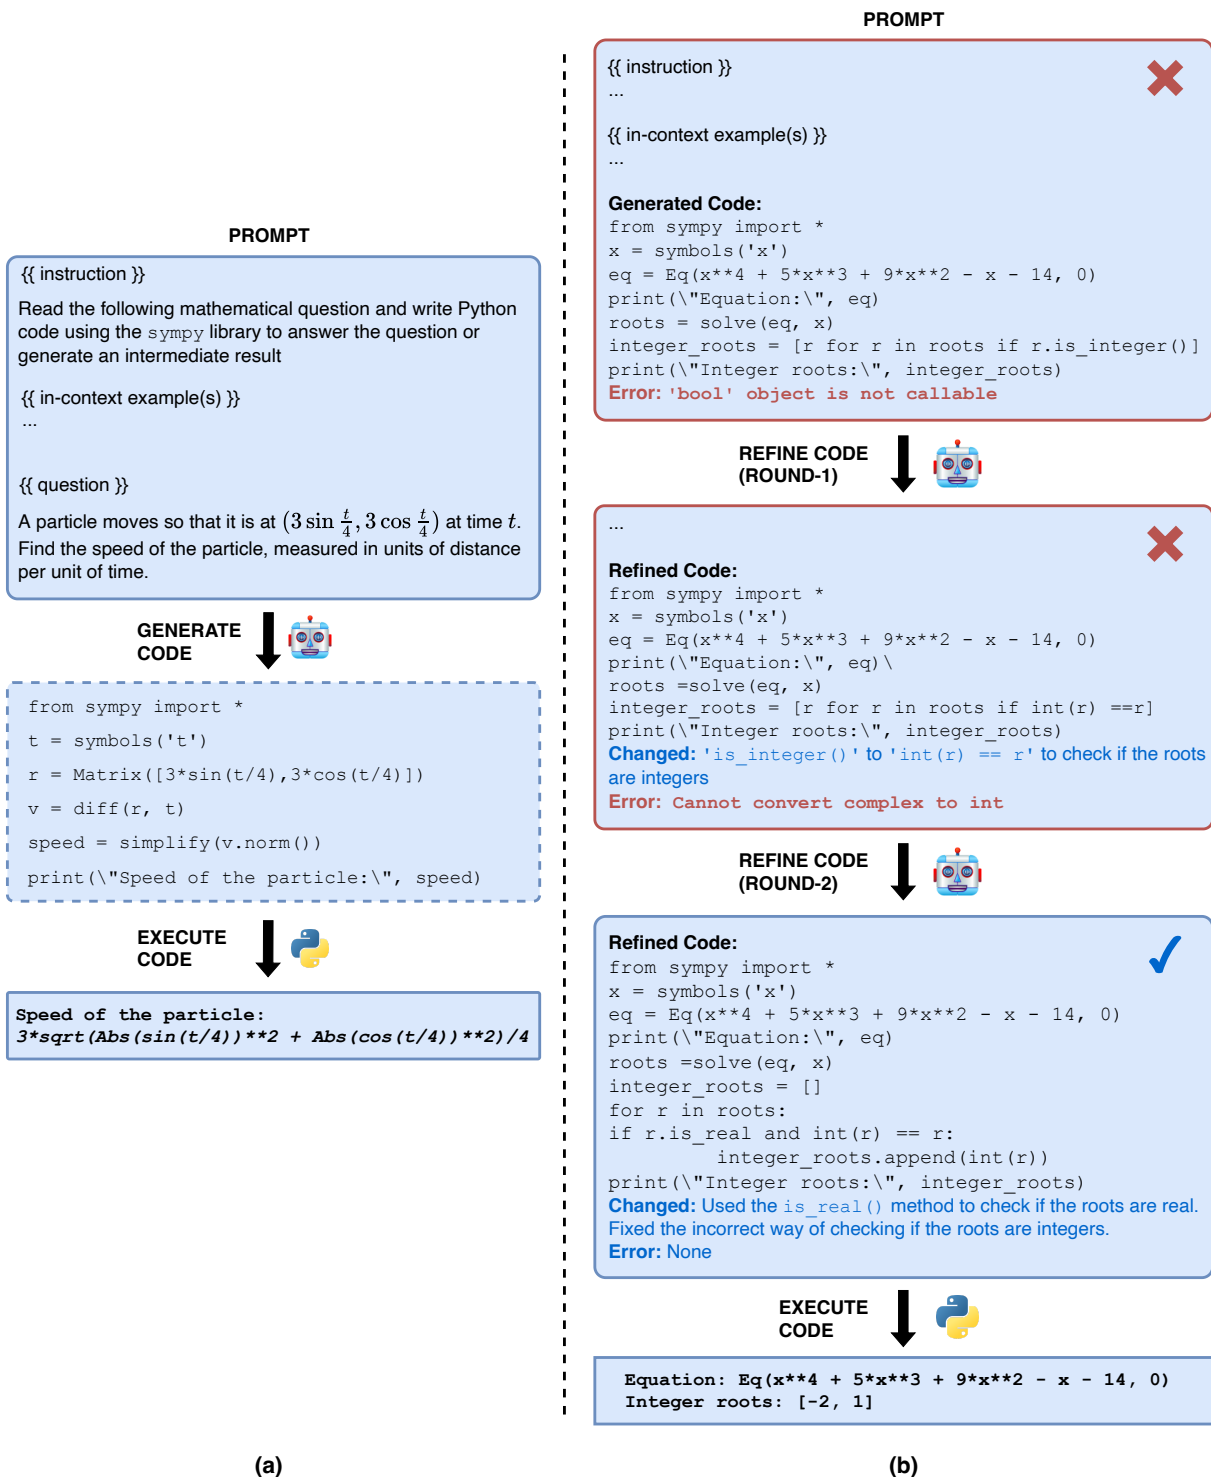 PROMPT
{{ instruction }}
Read the following mathematical question and write Python
code using the sympy library to answer the question or
generate an intermediate result
{{ in-context example(s) }}
...
{{ question }}
A particle moves so that it is at (3 sin t/4, 3 cos t/4) at time t.
Find the speed of the particle, measured in units of distance
per unit of time.
GENERATE
CODE
from sympy import *
t = symbols('t')
r = Matrix([3*sin(t/4),3*cos(t/4)])
v = diff(r, t)
speed = simplify(v.norm())
print(\"Speed of the particle:\", speed)
EXECUTE
CODE
Speed of the particle:
3*sqrt(Abs(sin(t/4))**2 + Abs(cos(t/4))**2)/4
(a)
PROMPT
{{ instruction }}
...
{{ in-context example(s) }}
...
Generated Code:
from sympy import *
x = symbols('x')
eq = Eq(x**4 + 5*x**3 + 9*x**2 - x - 14, 0)
print(\"Equation:\", eq)
roots = solve(eq, x)
integer_roots = [r for r in roots if r.is_integer()]
print(\"Integer roots:\", integer_roots)
Error: 'bool' object is not callable
REFINE CODE
(ROUND-1)
...
Refined Code:
from sympy import *
x = symbols('x')
eq = Eq(x**4 + 5*x**3 + 9*x**2 - x - 14, 0)
print(\"Equation:\", eq)\
roots =solve(eq, x)
integer_roots = [r for r in roots if int(r) ==r]
print(\"Integer roots:\", integer_roots)
Changed: 'is_integer()' to 'int(r) == r' to check if the roots
are integers
Error: Cannot convert complex to int
REFINE CODE
(ROUND-2)
Refined Code:
from sympy import *
x = symbols('x')
eq = Eq(x**4 + 5*x**3 + 9*x**2 - x - 14, 0)
print(\"Equation:\", eq)
roots =solve(eq, x)
integer_roots = []
for r in roots:
if r.is_real and int(r) == r:
integer_roots.append(int(r))
print(\"Integer roots:\", integer_roots)
Changed: Used the is_real() method to check if the roots are real.
Fixed the incorrect way of checking if the roots are integers.
Error: None
EXECUTE
CODE
Equation: Eq(x**4 + 5*x**3 + 9*x**2 - x - 14, 0)
Integer roots: [-2, 1]
(b)